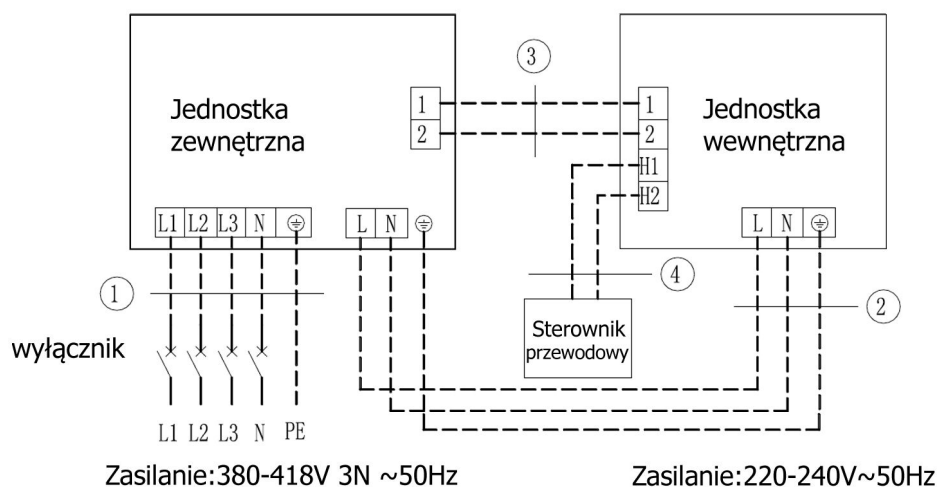 3
1
2
Jednostka
zewnętrzna
1
2
H1
H2
Jednostka
wewnętrzna
L1 L2 L3 N
L N
L N
1
4
2
wyłącznik
Sterownik
przewodowy
L1 L2 L3 N PE
Zasilanie:380-418V 3N ~50Hz
Zasilanie:220-240V~50Hz